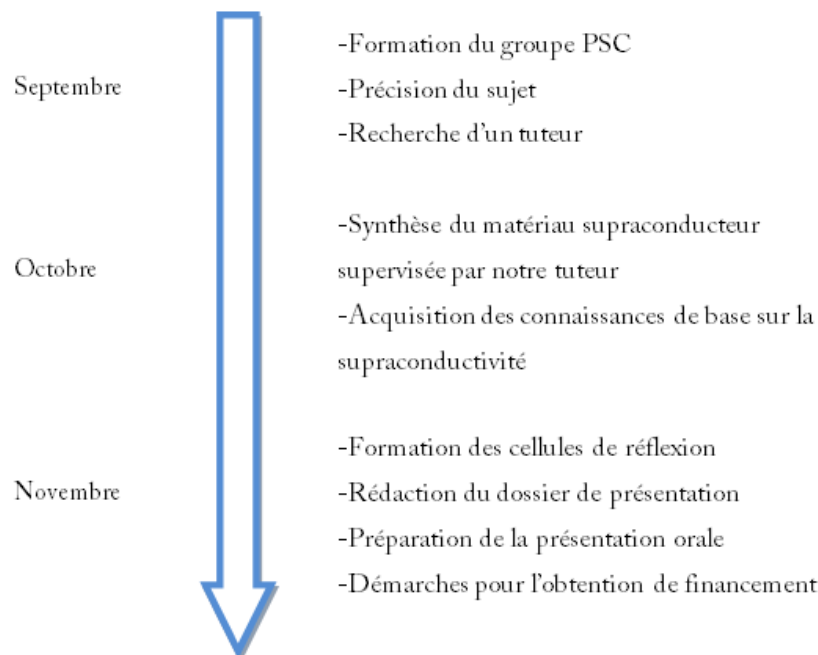 Septembre
-Formation du groupe PSC
-Précision du sujet
-Recherche d'un tuteur
Octobre
-Synthèse du matériau supraconducteur
supervisée par notre tuteur
-Acquisition des connaissances de base sur la
supraconductivité
Novembre
-Formation des cellules de réflexion
-Rédaction du dossier de présentation
-Préparation de la présentation orale
-Démarches pour l'obtention de financement